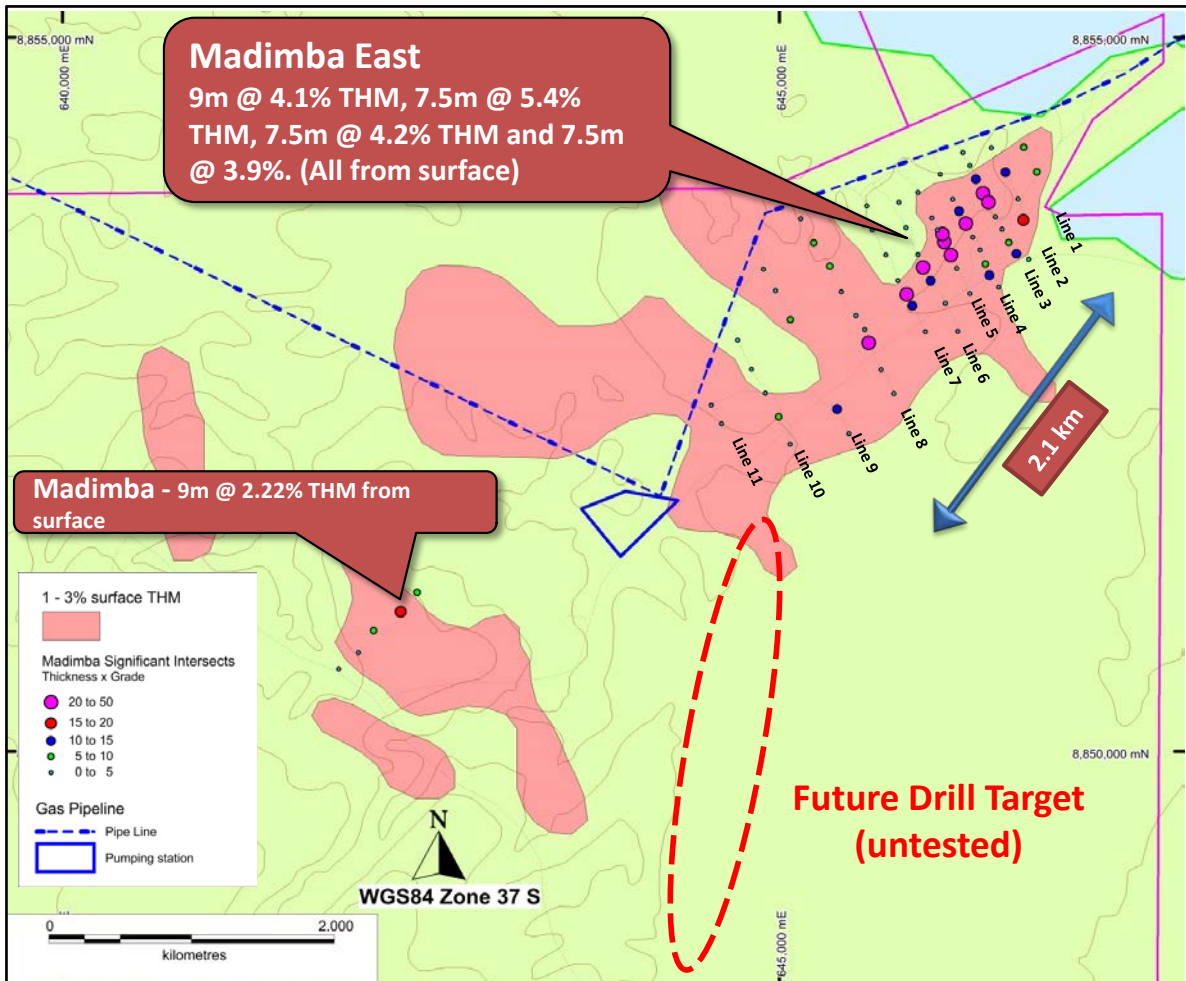 8,855,000 mN
8,855,000 mN
640,000 mE
645,000 mE
Madimba East
9m @ 4.1% THM, 7.5m @ 5.4%
THM, 7.5m @ 4.2% THM and 7.5m
@ 3.9%. (All from surface)
Line 1
Line 2
Line 3
Line 4
Line 5
Line 6
Line 7
Line 8
Line 9
Line 10
Line 11
2.1 km
Madimba - 9m @ 2.22% THM from
surface
1 - 3% surface THM
Madimba Significant Intersects
Thickness x Grade
20 to 50
15 to 20
10 to 15
5 to 10
0 to 5
Gas Pipeline
Pipe Line
Pumping station
N
WGS84 Zone 37 S
8,850,000 mN
Future Drill Target
(untested)
0
2.000
kilometres
645,000 mE